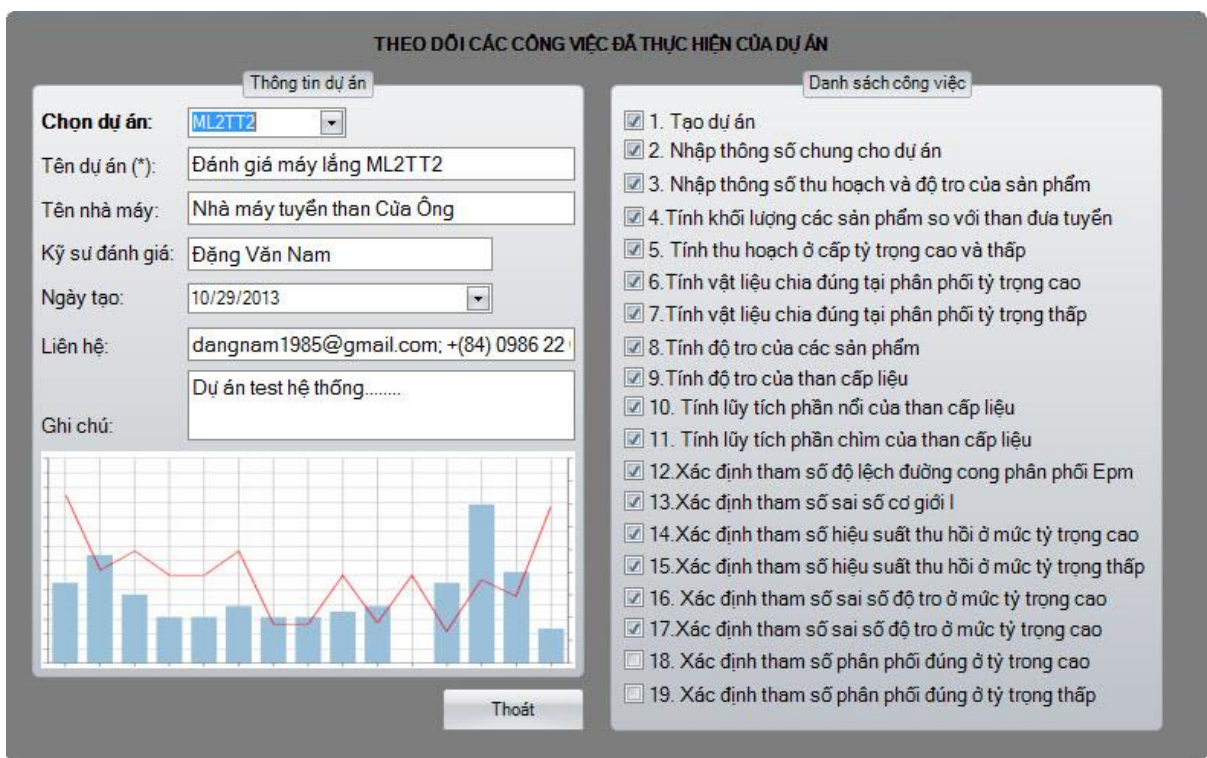 THEO DÕI CÁC CÔNG VIỆC ĐÃ THỰC HIỆN CỦA DỰ ÁN
Thông tin dự án
Chọn dự án: ML2TT2
Tên dự án (*): Đánh giá máy lắng ML2TT2
Tên nhà máy: Nhà máy tuyển than Cửa Ông
Kỹ sư đánh giá: Đặng Văn Nam
Ngày tạo: 10/29/2013
Liên hệ: dangnam1985@gmail.com; +(84) 0986 22
Ghi chú: Dự án test hệ thống........
Thoát
Danh sách công việc
1. Tạo dự án
2. Nhập thông số chung cho dự án
3. Nhập thông số thu hoạch và độ tro của sản phẩm
4.Tính khối lượng các sản phẩm so với than đưa tuyển
5. Tính thu hoạch ở cấp tỷ trọng cao và thấp
6.Tính vật liệu chia đúng tại phân phối tỷ trọng cao
7.Tính vật liệu chia đúng tại phân phối tỷ trọng thấp
8.Tính độ tro của các sản phẩm
9.Tính độ tro của than cấp liệu
10. Tính lũy tích phần nổi của than cấp liệu
11. Tính lũy tích phần chìm của than cấp liệu
12.Xác định tham số độ lệch đường cong phân phối Epm
13.Xác định tham số sai số cơ giới I
14.Xác định tham số hiệu suất thu hồi ở mức tỷ trọng cao
15.Xác định tham số hiệu suất thu hồi ở mức tỷ trọng thấp
16. Xác định tham số sai số độ tro ở mức tỷ trọng cao
17.Xác định tham số sai số độ tro ở mức tỷ trọng cao
18. Xác định tham số phân phối đúng ở tỷ trong cao
19. Xác định tham số phân phối đúng ở tỷ trọng thấp